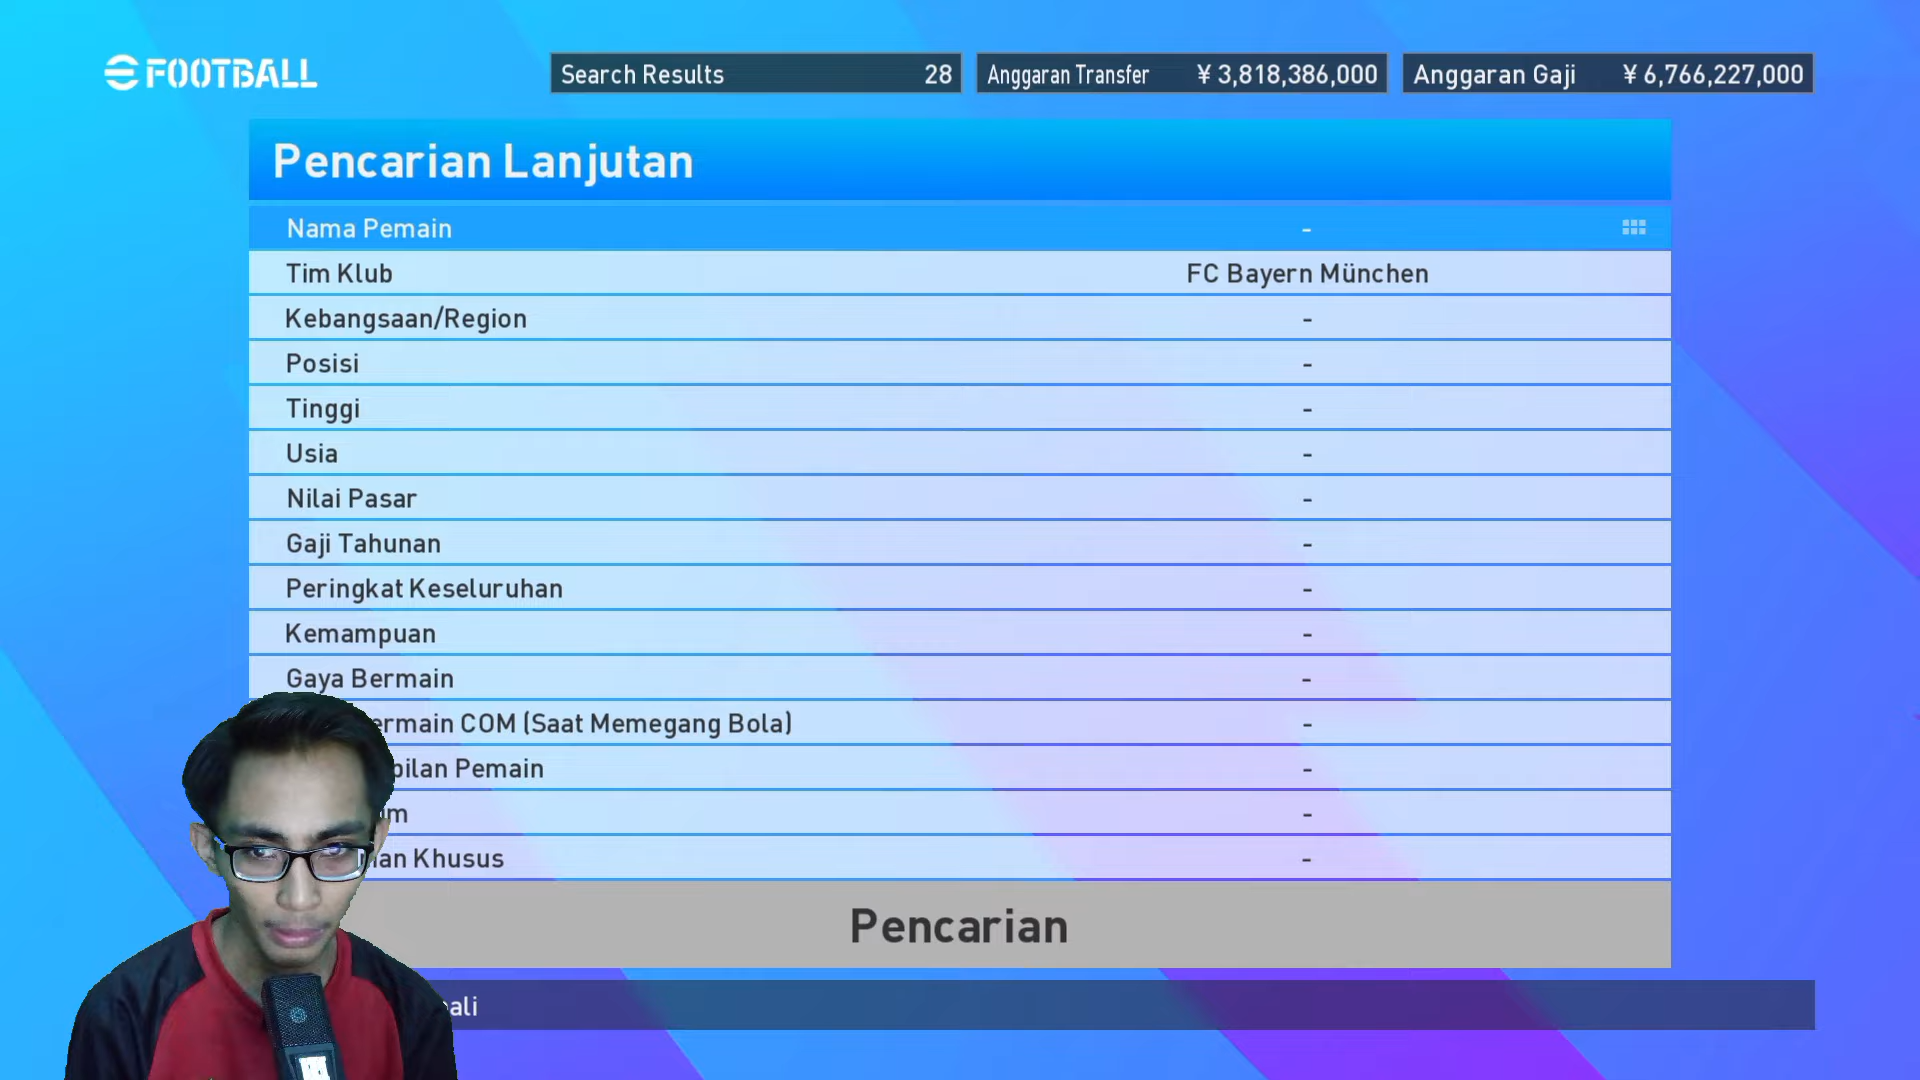 FOOTBALL
Search Results 28
Anggaran Transfer ¥ 3,818,386,000
Anggaran Gaji ¥ 6,766,227,000
Pencarian Lanjutan
Nama Pemain -
Tim Klub FC Bayern München
Kebangsaan/Region -
Posisi -
Tinggi -
Usia -
Nilai Pasar -
Gaji Tahunan -
Peringkat Keseluruhan -
Kemampuan -
Gaya Bermain -
ermain COM (Saat Memegang Bola) -
bilan Pemain -
m -
an Khusus -
Pencarian
ali